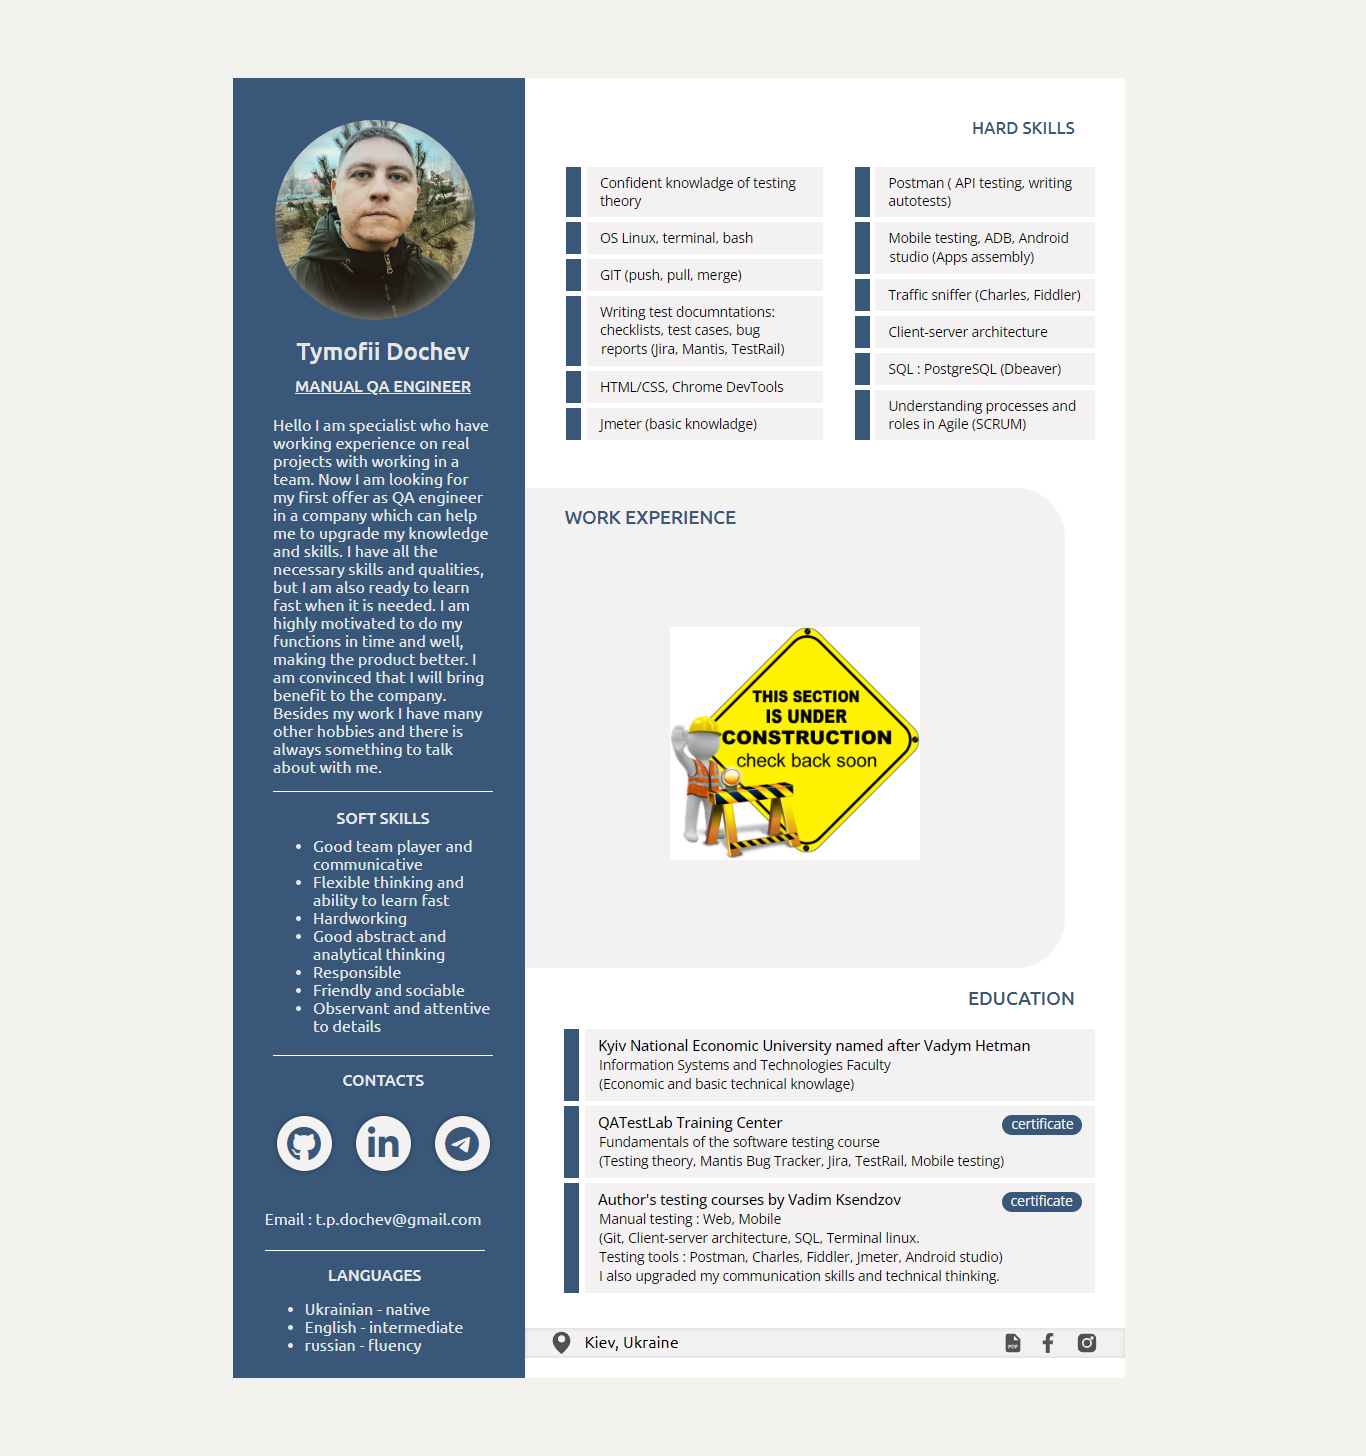 Tymofii Dochev
MANUAL QA ENGINEER
Hello I am specialist who have
working experience on real
projects with working in a
team. Now I am looking for
my first offer as QA engineer
in a company which can help
me to upgrade my knowledge
and skills. I have all the
necessary skills and qualities,
but I am also ready to learn
fast when it is needed. I am
highly motivated to do my
functions in time and well,
making the product better. I
am convinced that I will bring
benefit to the company.
Besides my work I have many
other hobbies and there is
always something to talk
about with me.
SOFT SKILLS
• Good team player and
communicative
• Flexible thinking and
ability to learn fast
• Hardworking
• Good abstract and
analytical thinking
• Responsible
• Friendly and sociable
• Observant and attentive
to details
CONTACTS
in
Email : t.p.dochev@gmail.com
LANGUAGES
• Ukrainian - native
• English - intermediate
• russian - fluency
HARD SKILLS
Confident knowladge of testing
theory
OS Linux, terminal, bash
GIT (push, pull, merge)
Writing test documntations:
checklists, test cases, bug
reports (Jira, Mantis, TestRail)
HTML/CSS, Chrome DevTools
Jmeter (basic knowladge)
Postman ( API testing, writing
autotests)
Mobile testing, ADB, Android
studio (Apps assembly)
Traffic sniffer (Charles, Fiddler)
Client-server architecture
SQL : PostgreSQL (Dbeaver)
Understanding processes and
roles in Agile (SCRUM)
WORK EXPERIENCE
THIS SECTION
IS UNDER
CONSTRUCTION
check back soon
EDUCATION
Kyiv National Economic University named after Vadym Hetman
Information Systems and Technologies Faculty
(Economic and basic technical knowlage)
QATestLab Training Center
certificate
Fundamentals of the software testing course
(Testing theory, Mantis Bug Tracker, Jira, TestRail, Mobile testing)
Author's testing courses by Vadim Ksendzov
certificate
Manual testing : Web, Mobile
(Git, Client-server architecture, SQL, Terminal linux.
Testing tools : Postman, Charles, Fiddler, Jmeter, Android studio)
I also upgraded my communication skills and technical thinking.
Kiev, Ukraine
PDF